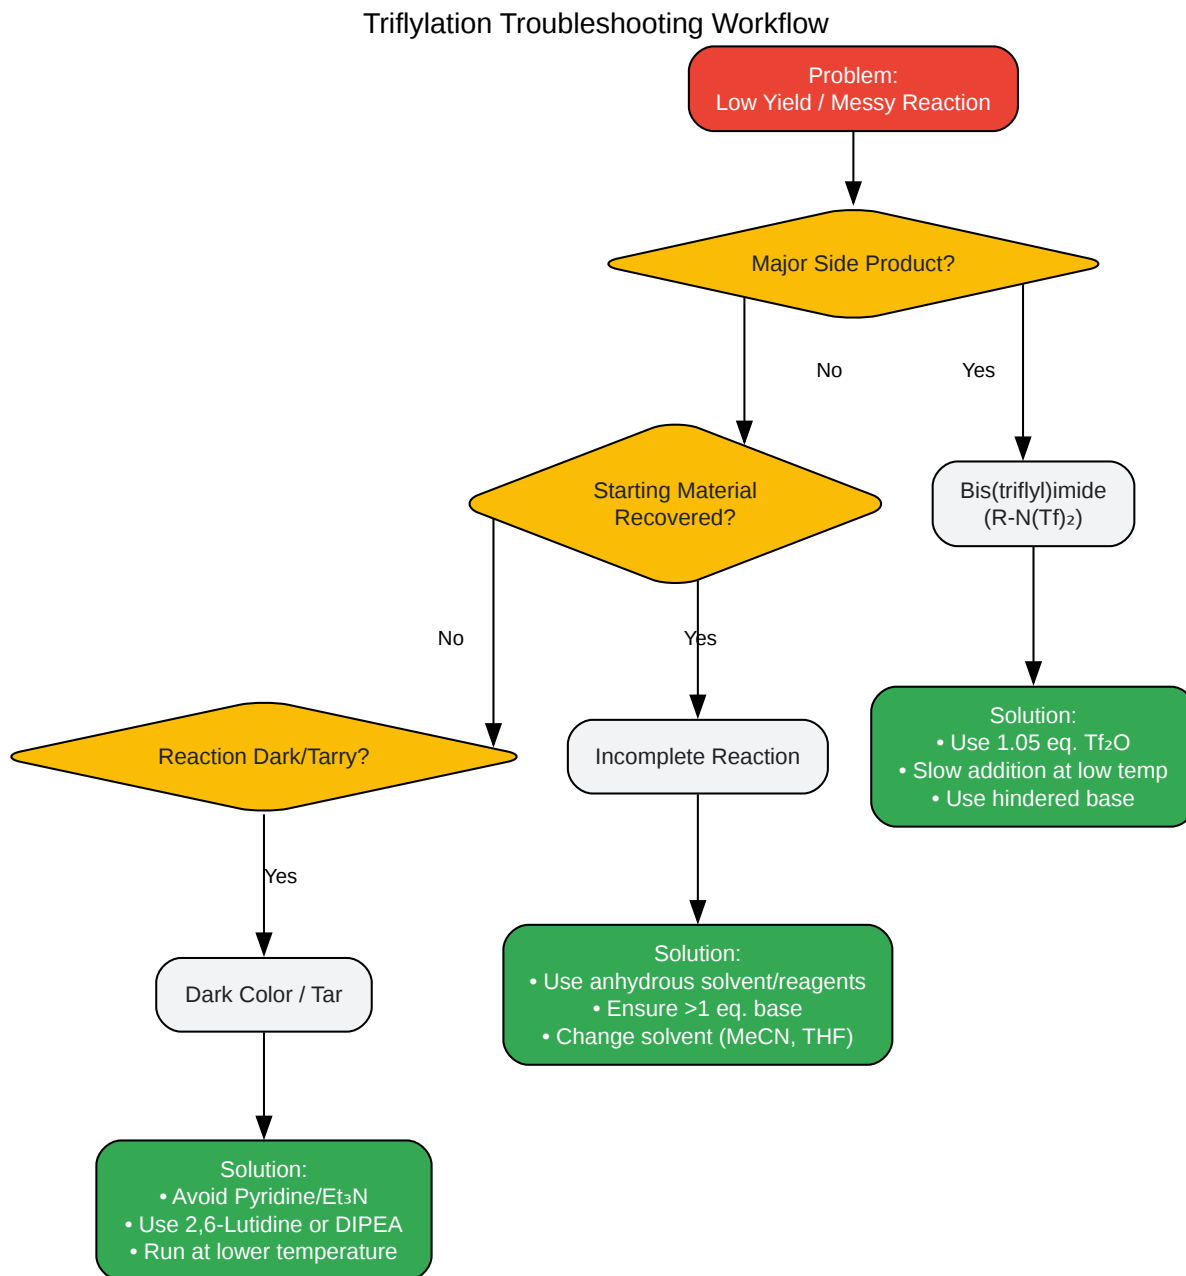 Triflylation Troubleshooting Workflow
Problem:
Low Yield / Messy Reaction
Major Side Product?
No
Yes
Starting Material
Recovered?
Bis(triflyl)imide
(R-N(Tf)₂)
No
Yes
Reaction Dark/Tarry?
Incomplete Reaction
Solution:
• Use 1.05 eq. Tf₂O
• Slow addition at low temp
• Use hindered base
Yes
Dark Color / Tar
Solution:
• Use anhydrous solvent/reagents
• Ensure >1 eq. base
• Change solvent (MeCN, THF)
Solution:
• Avoid Pyridine/Et₃N
• Use 2,6-Lutidine or DIPEA
• Run at lower temperature